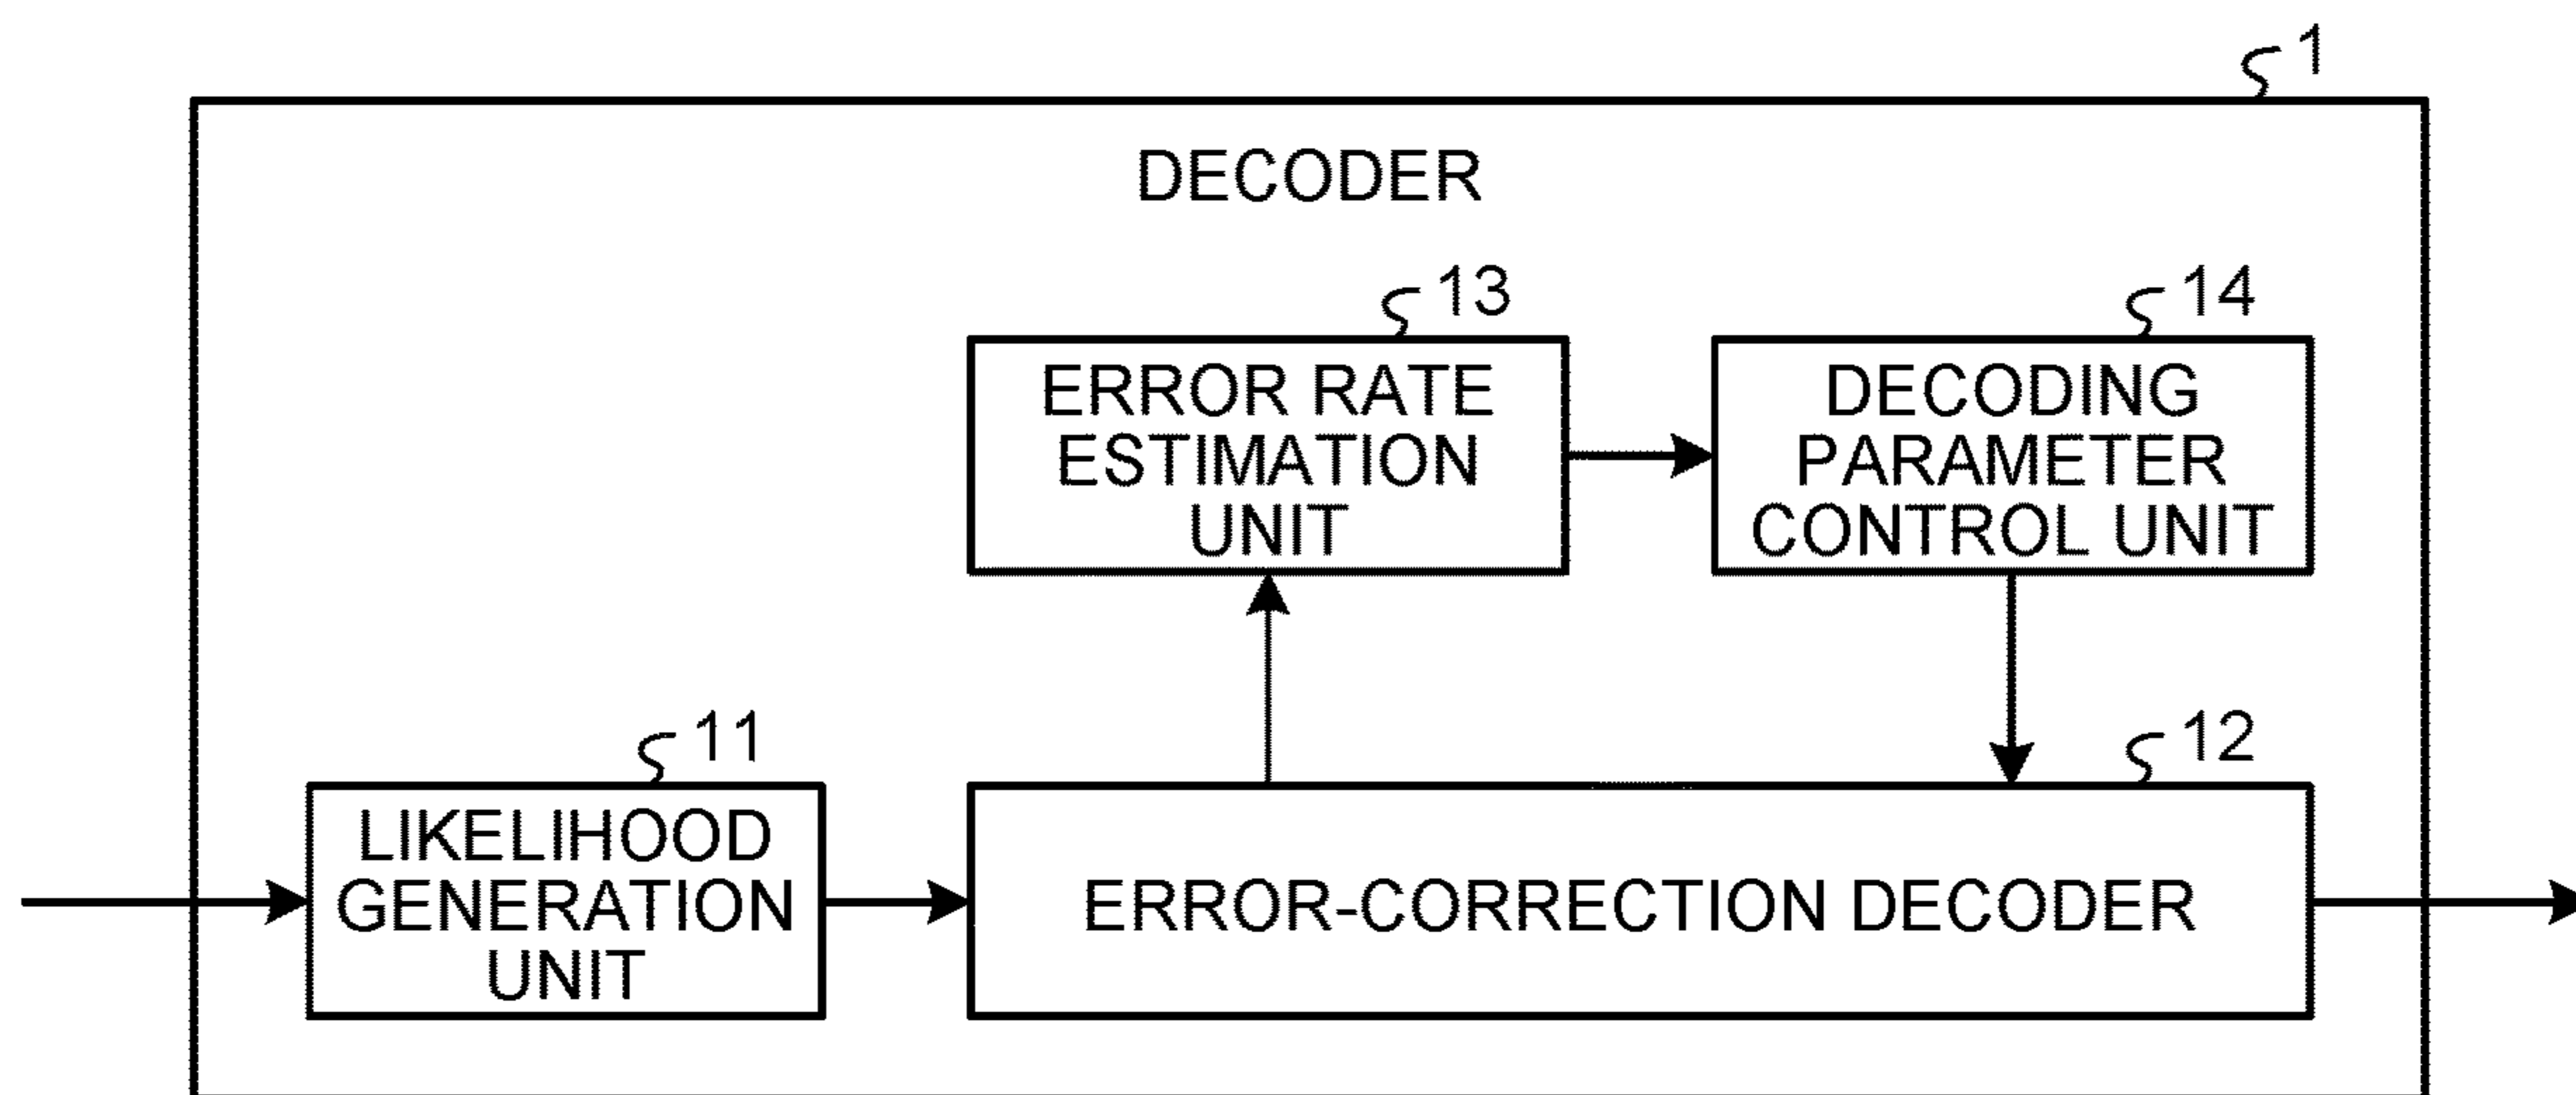 1
DECODER
13
ERROR RATE
ESTIMATION
UNIT
14
DECODING
PARAMETER
CONTROL UNIT
11
LIKELIHOOD
GENERATION
UNIT
12
ERROR-CORRECTION DECODER